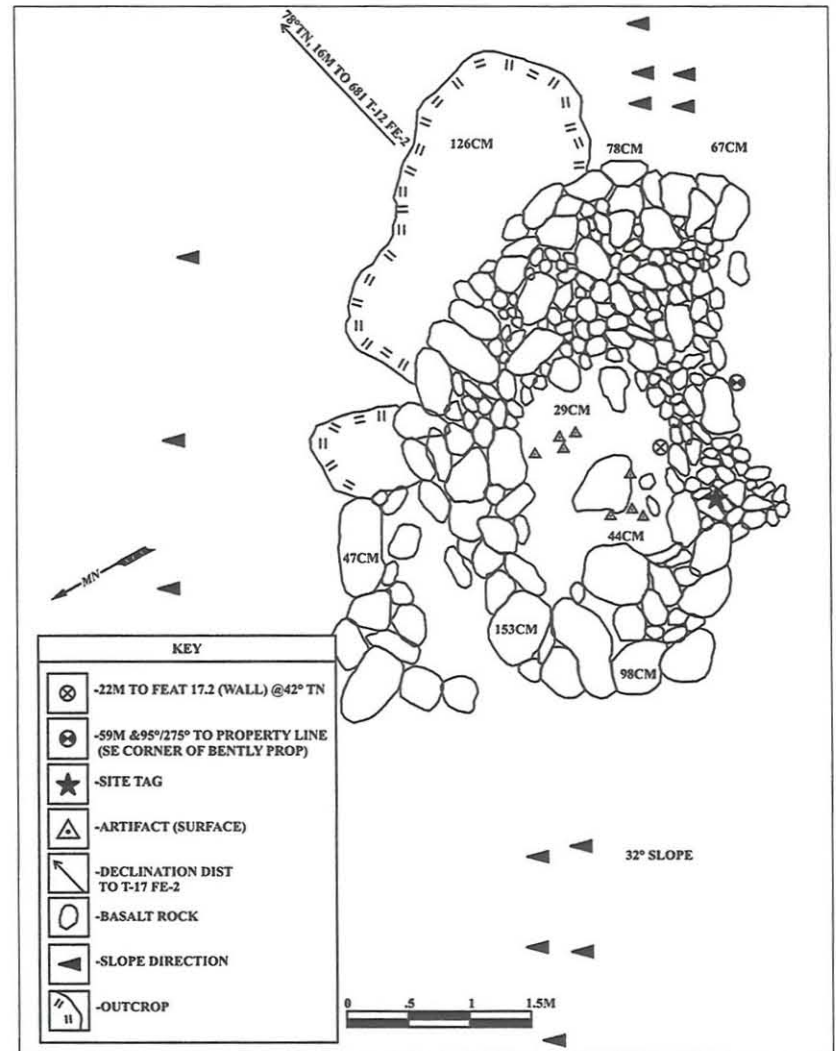 78°TN, 16M TO 681 T-12 FE-2
126CM
78CM
67CM
29CM
44CM
47CM
MN
153CM
98CM
KEY
-22M TO FEAT 17.2 (WALL) @42° TN
-59M &95°/275° TO PROPERTY LINE
(SE CORNER OF BENTLY PROP)
-SITE TAG
-ARTIFACT (SURFACE)
-DECLINATION DIST
TO T-17 FE-2
-BASALT ROCK
-SLOPE DIRECTION
-OUTCROP
32° SLOPE
0 .5 1 1.5M